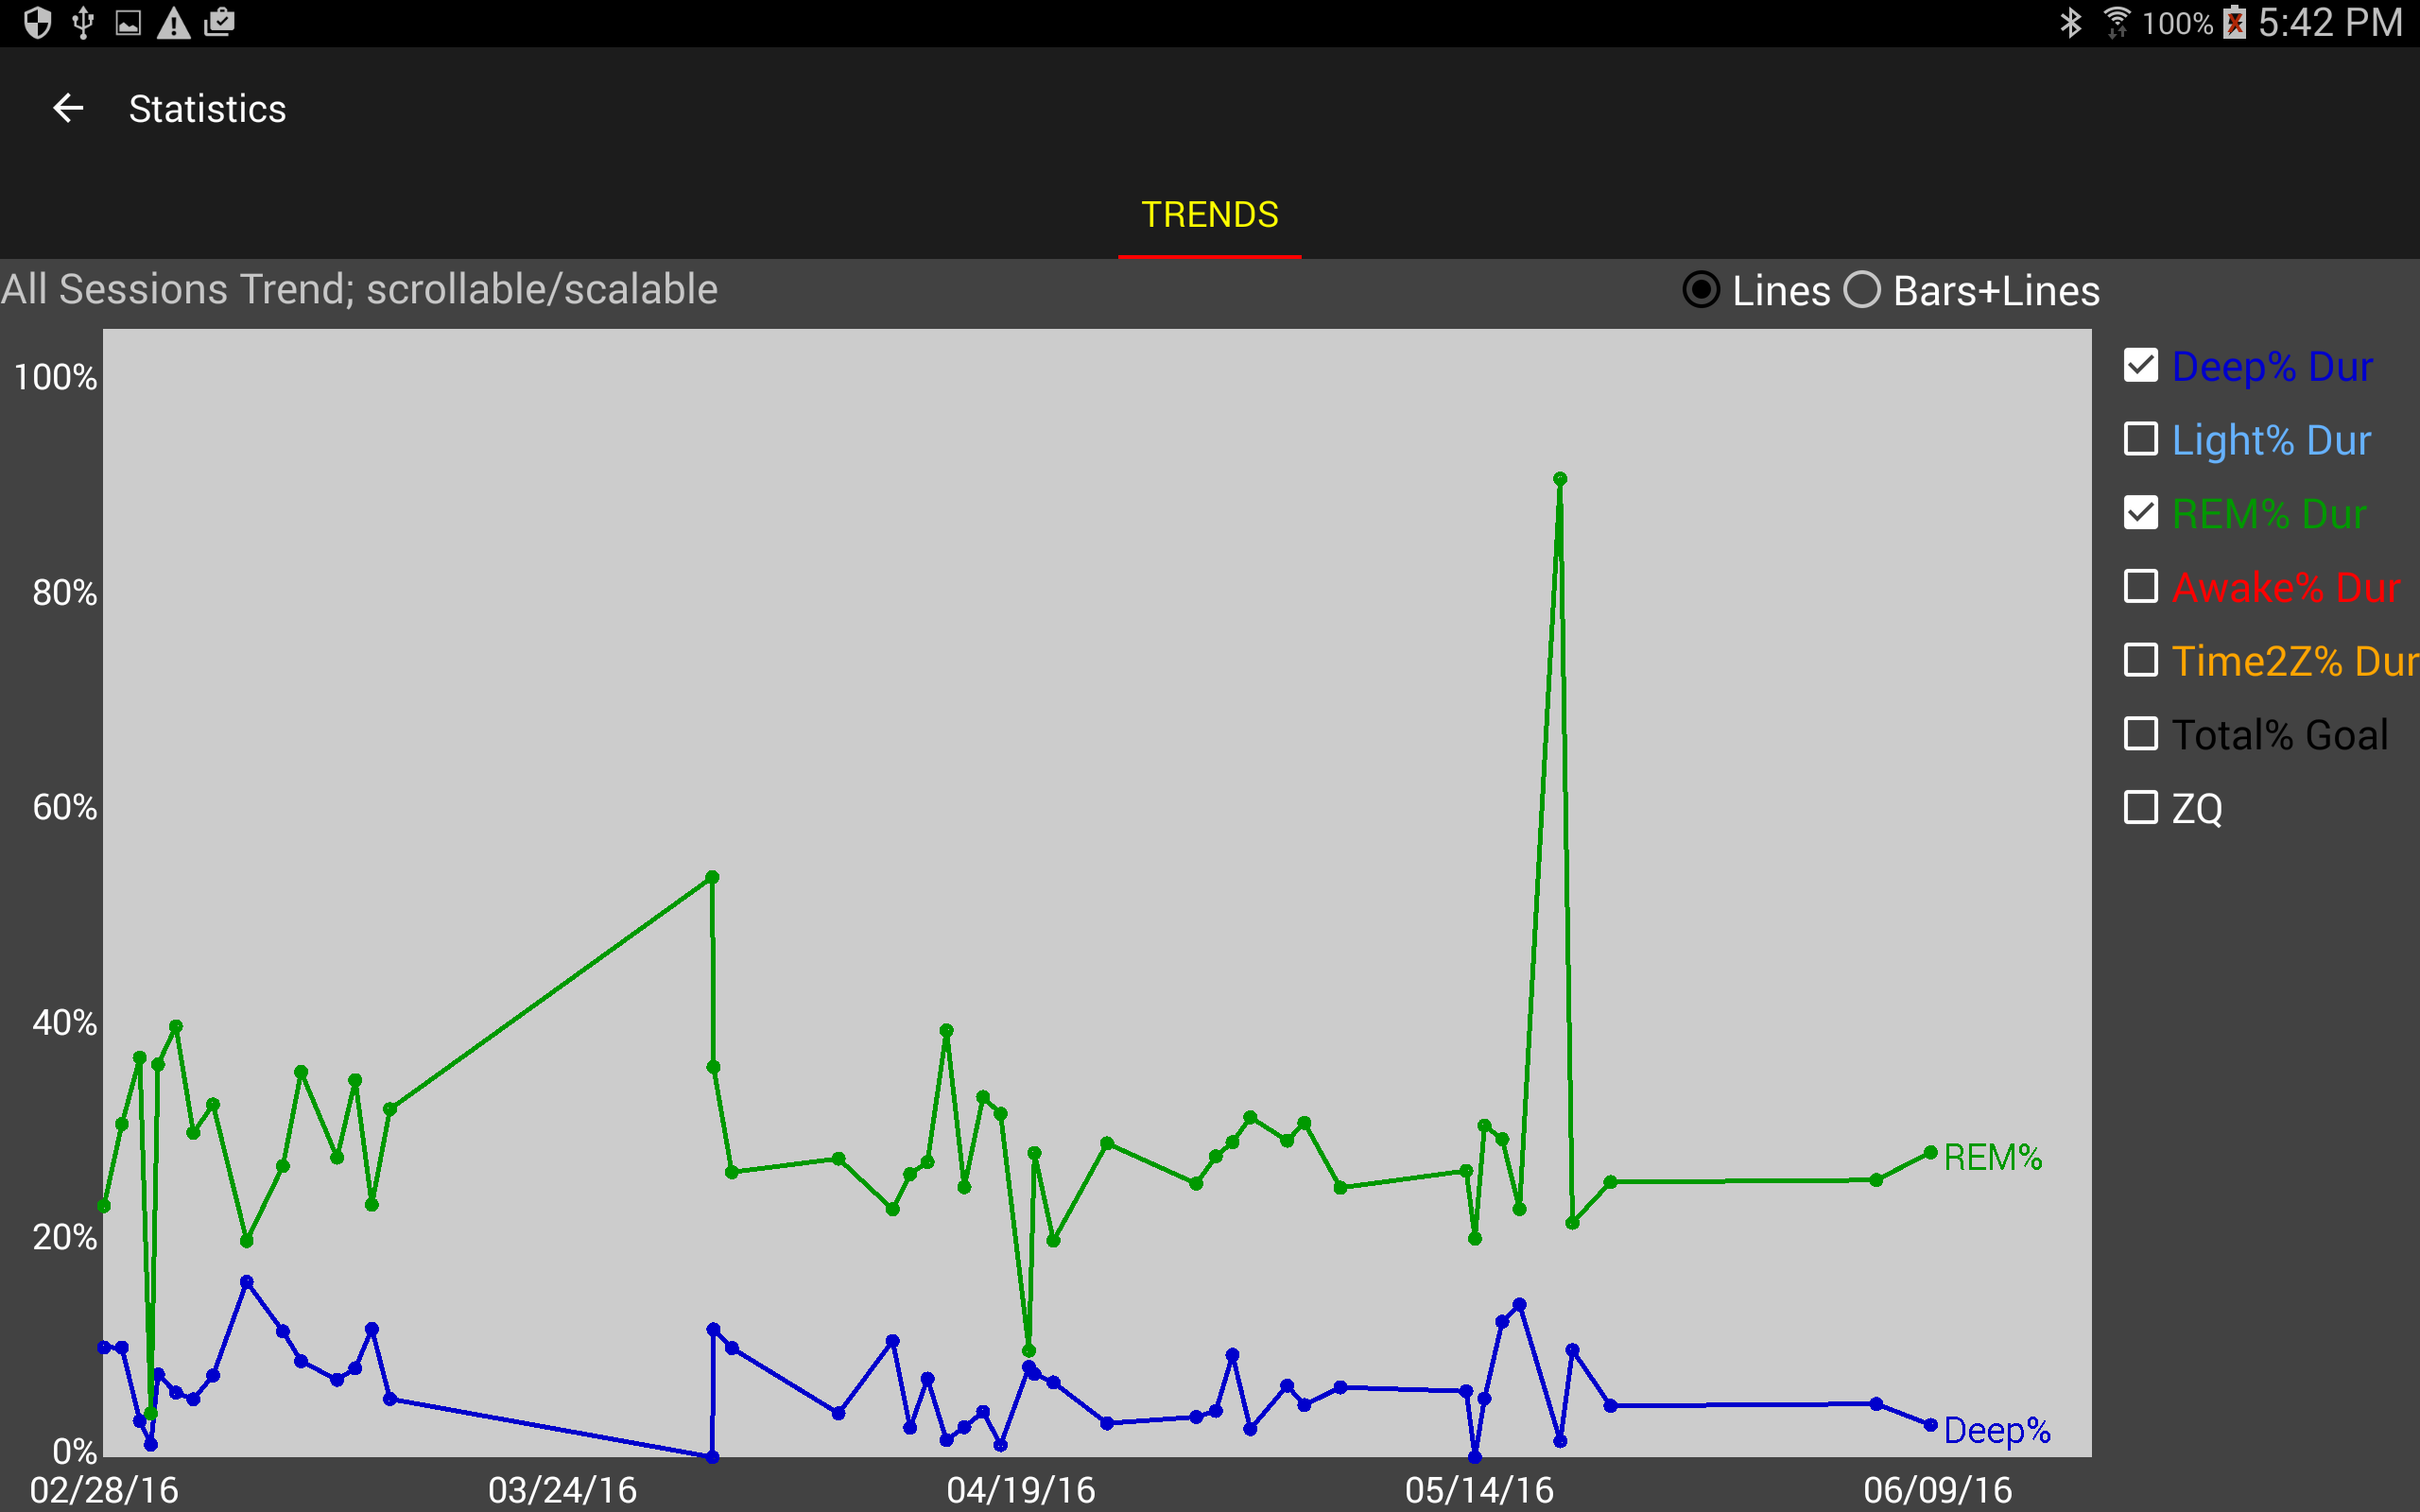 100% 5:42 PM
Statistics
TRENDS
All Sessions Trend; scrollable/scalable
Lines Bars+Lines
100%
80%
60%
40%
20%
0%
Deep% Dur
Light% Dur
REM% Dur
Awake% Dur
Time2Z% Dur
Total% Goal
ZQ
REM%
Deep%
02/28/16 03/24/16 04/19/16 05/14/16 06/09/16